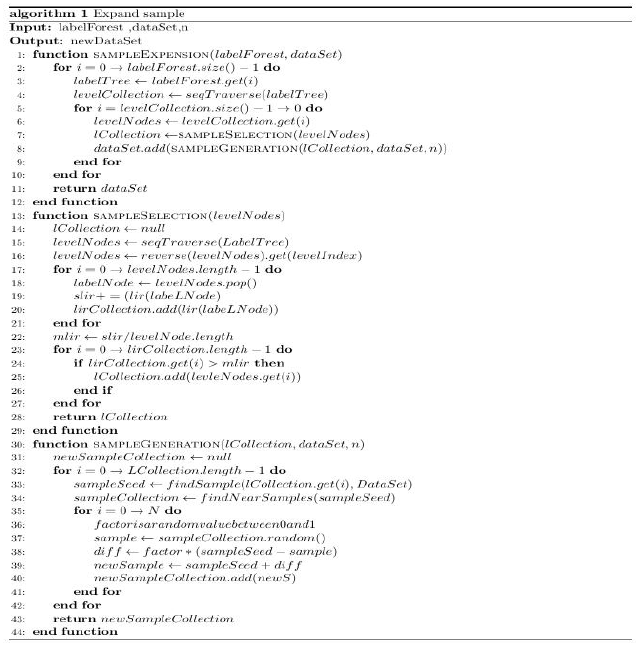 algorithm 1 Expand sample
Input: labelForest ,dataSet,n
Output: newDataSet
1: function SAMPLEEXPENSION(labelForest, dataSet)
2: for i = 0 → labelForest.size() − 1 do
3: labelTree ← labelForest.get(i)
4: levelCollection ← seqTraverse(labelTree)
5: for i = levelCollection.size() − 1 → 0 do
6: levelNodes ← levelCollection.get(i)
7: lCollection ←SAMPLESELECTION(levelNodes)
8: dataSet.add(SAMPLEGENERATION(lCollection, dataSet, n))
9: end for
10: end for
11: return dataSet
12: end function
13: function SAMPLESELECTION(levelNodes)
14: lCollection ← null
15: levelNodes ← seqTraverse(LabelTree)
16: levelNodes ← reverse(levelNodes).get(levelIndex)
17: for i = 0 → levelNodes.length − 1 do
18: labelNode ← levelNodes.pop()
19: slir+ = (lir(labeLNode)
20: lirCollection.add(lir(labeLNode))
21: end for
22: mlir ← slir/levelNode.length
23: for i = 0 → lirCollection.length − 1 do
24: if lirCollection.get(i) > mlir then
25: lCollection.add(levleNodes.get(i))
26: end if
27: end for
28: return lCollection
29: end function
30: function SAMPLEGENERATION(lCollection, dataSet, n)
31: newSampleCollection ← null
32: for i = 0 → LCollection.length − 1 do
33: sampleSeed ← findSample(lCollection.get(i), DataSet)
34: sampleCollection ← findNearSamples(sampleSeed)
35: for i = 0 → N do
36: factorisarandomvaluebetween0and1
37: sample ← sampleCollection.random()
38: diff ← factor ∗ (sampleSeed − sample)
39: newSample ← sampleSeed + diff
40: newSampleCollection.add(newS)
41: end for
42: end for
43: return newSampleCollection
44: end function